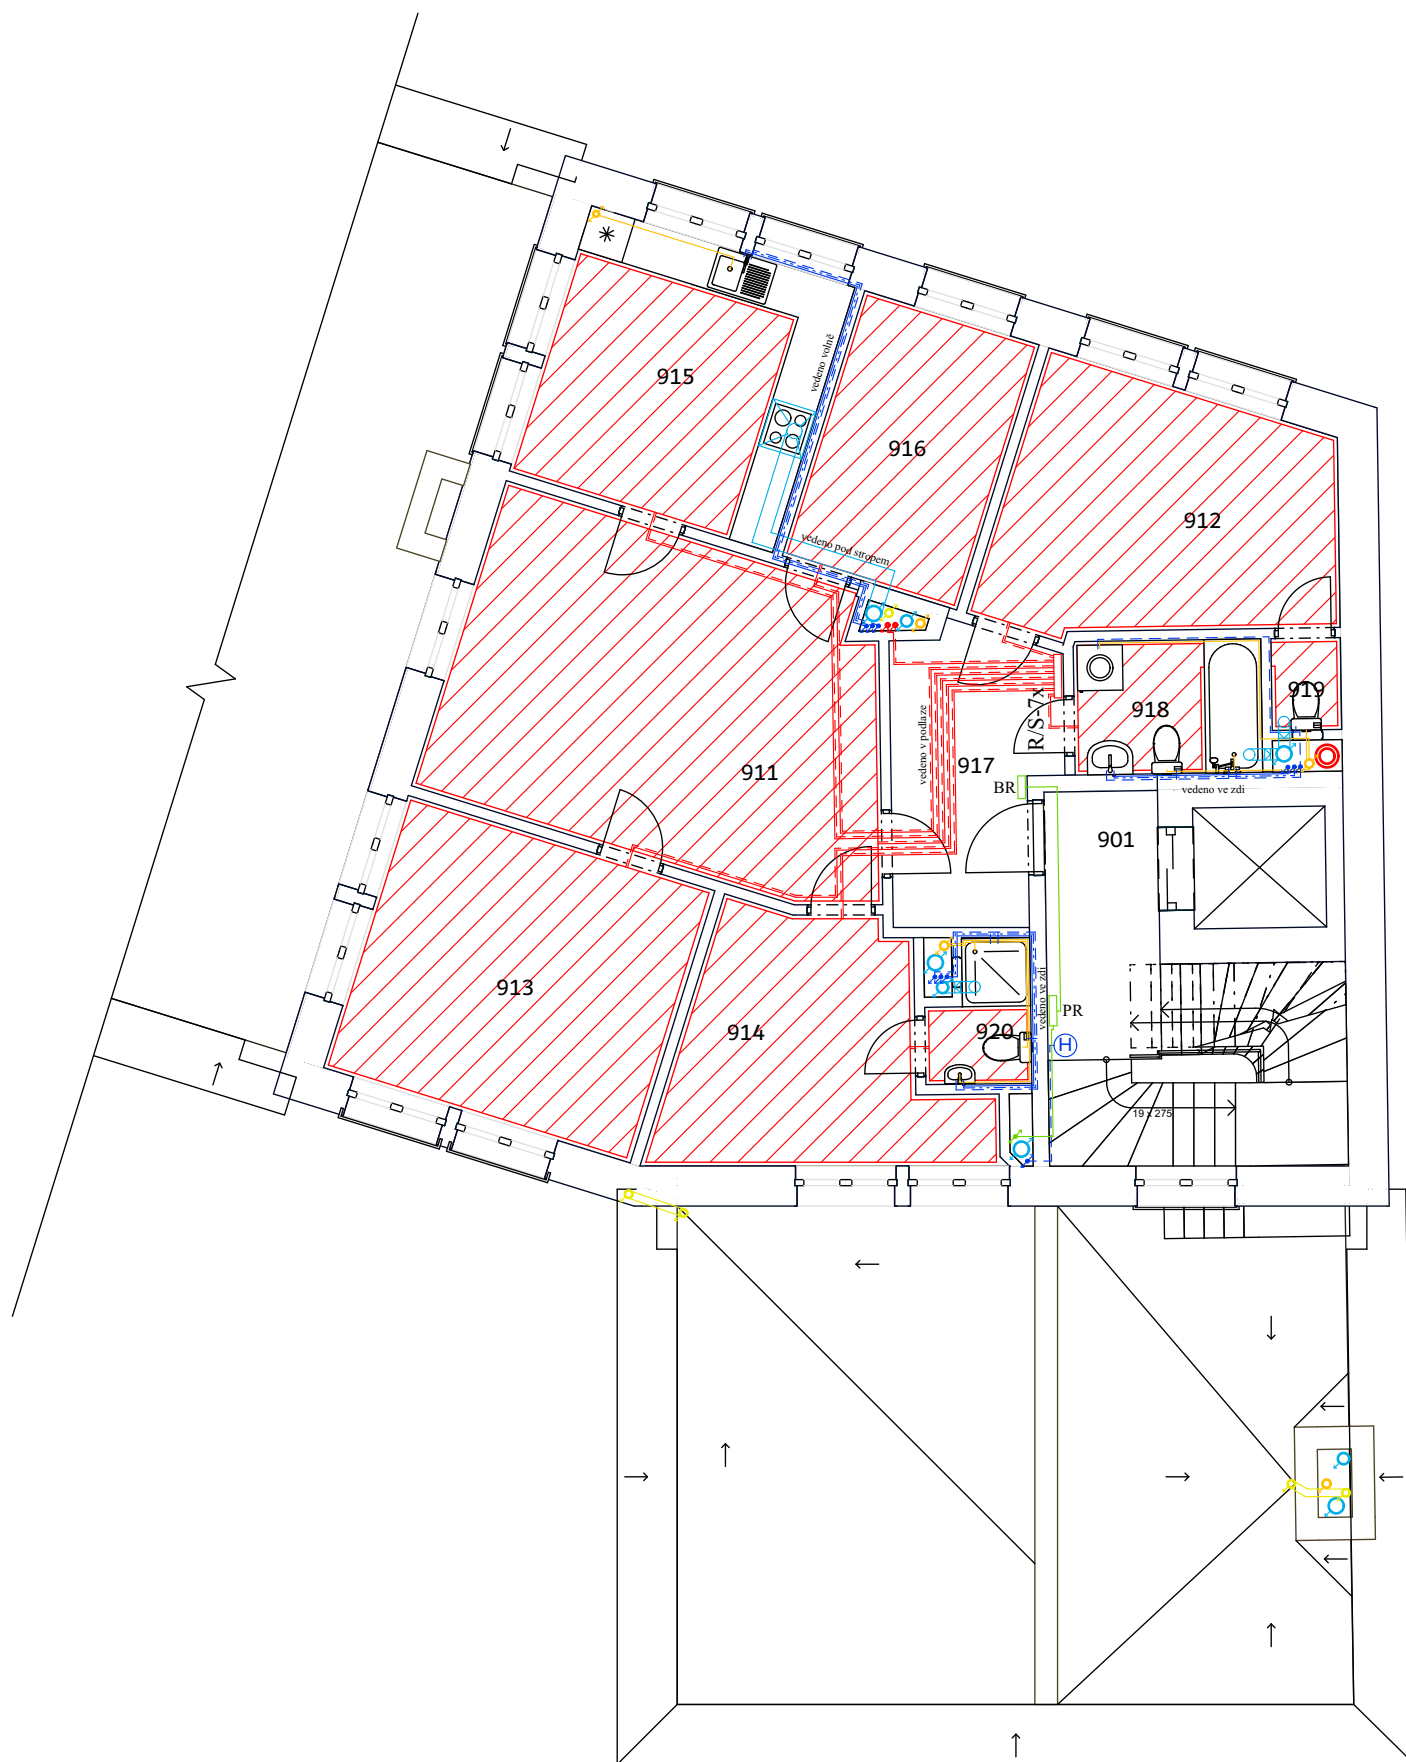 vedeno volně
915
916
912
vedeno pod stropem
919
918
R/S-7x
vedeno v podlaze
917
911
BR
vedeno ve zdi
901
913
914
920
vedeno ve zdi
PR
H
19 x 275